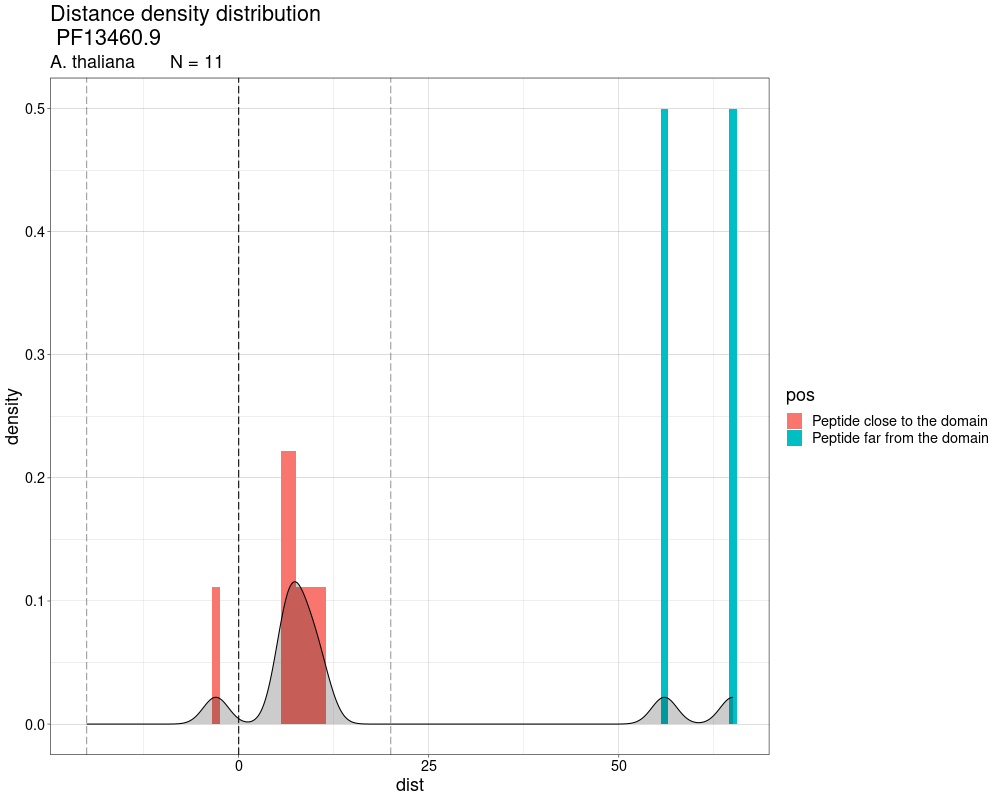 Distance density distribution
PF13460.9
A. thaliana N = 11
0.5
0.4
0.3
0.2
0.1
0.0
density
0 25 50
dist
pos
Peptide close to the domain
Peptide far from the domain